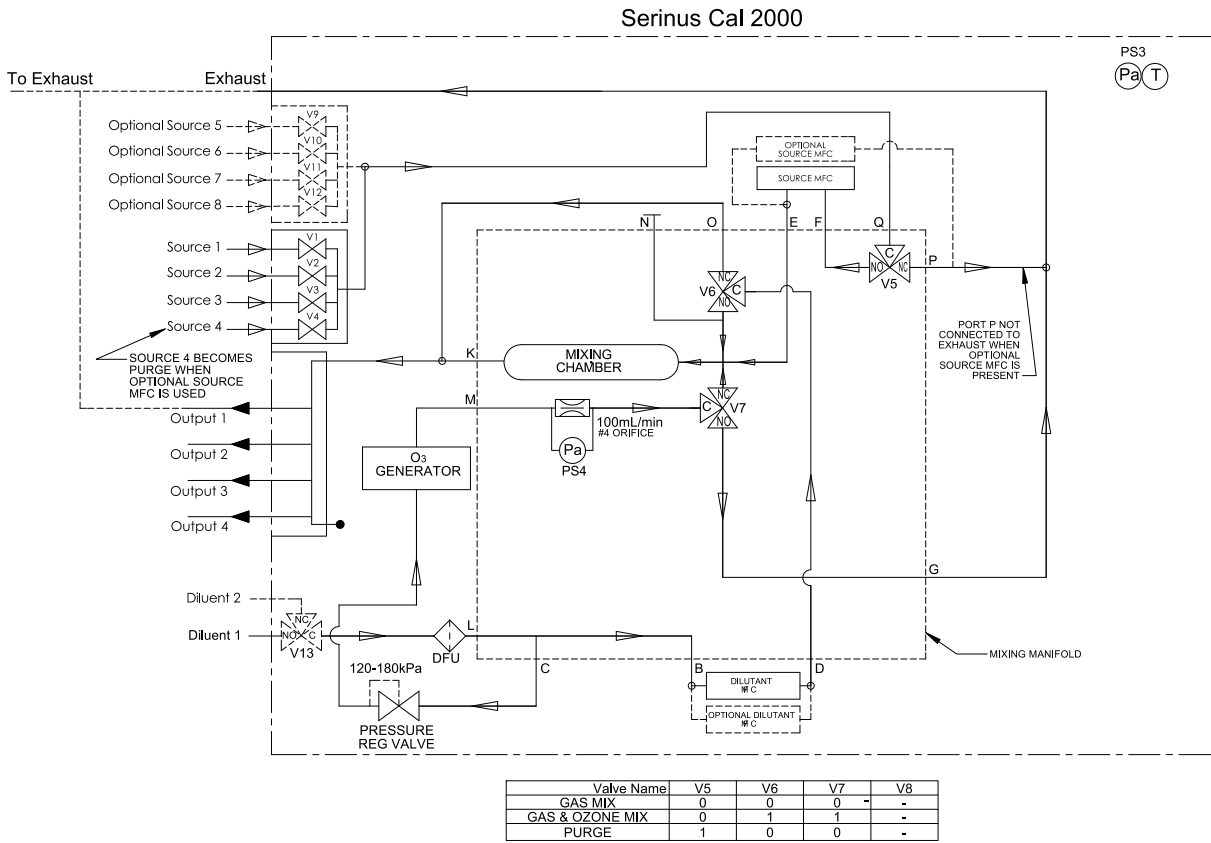 Serinus Cal 2000
PS3
Pa T
To Exhaust
Exhaust
Optional Source 5
V9
Optional Source 6
V10
Optional Source 7
V11
Optional Source 8
V12
OPTIONAL
SOURCE MFC
SOURCE MFC
N
O
E
F
Q
Source 1
V1
Source 2
V2
Source 3
V3
Source 4
V4
C
NO
NC
V5
P
NC
V6
C
NO
PORT P NOT
CONNECTED TO
EXHAUST WHEN
OPTIONAL
SOURCE MFC IS
PRESENT
SOURCE 4 BECOMES
PURGE WHEN
OPTIONAL SOURCE
MFC IS USED
K
MIXING
CHAMBER
M
NC
C
V7
NO
100mL/min
#4 ORIFICE
Pa
PS4
Output 1
Output 2
Output 3
Output 4
O3
GENERATOR
G
Diluent 2
NC
Diluent 1
NO
C
V13
L
DFU
MIXING MANIFOLD
120-180kPa
C
B
D
DILUTANT
OPTIONAL DILUTANT
PRESSURE
REG VALVE
Valve Name V5 V6 V7 V8
GAS MIX 0 0 0 - -
GAS & OZONE MIX 0 1 1 -
PURGE 1 0 0 -